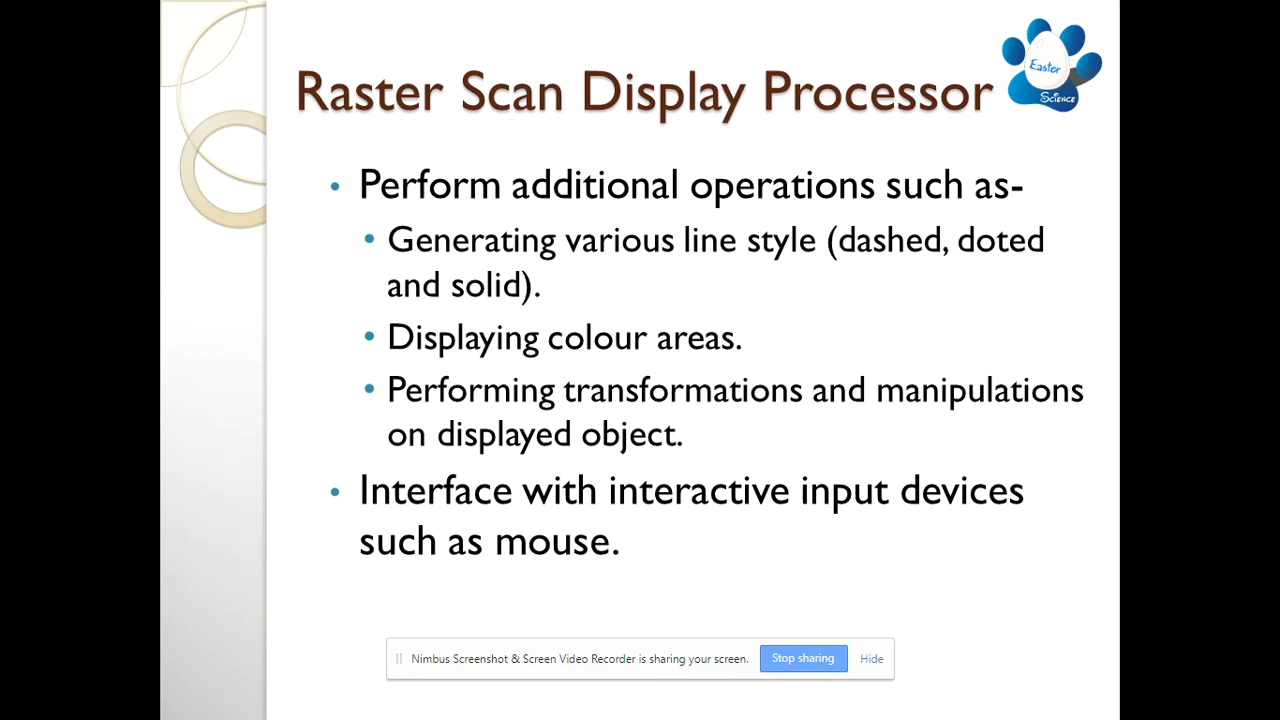 Raster Scan Display Processor
Easter
Science
• Perform additional operations such as-
• Generating various line style (dashed, doted
and solid).
• Displaying colour areas.
• Performing transformations and manipulations
on displayed object.
• Interface with interactive input devices
such as mouse.
Nimbus Screenshot & Screen Video Recorder is sharing your screen. Stop sharing Hide